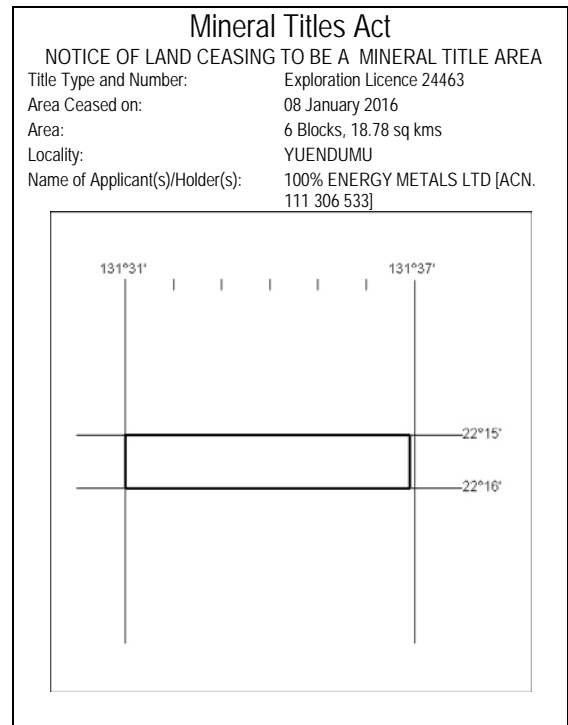 Mineral Titles Act
NOTICE OF LAND CEASING TO BE A MINERAL TITLE AREA
Title Type and Number: Exploration Licence 24463
Area Ceased on: 08 January 2016
Area: 6 Blocks, 18.78 sq kms
Locality: YUENDUMU
Name of Applicant(s)/Holder(s): 100% ENERGY METALS LTD [ACN.
111 306 533]
131°31' 131°37'
22°15'
22°16'